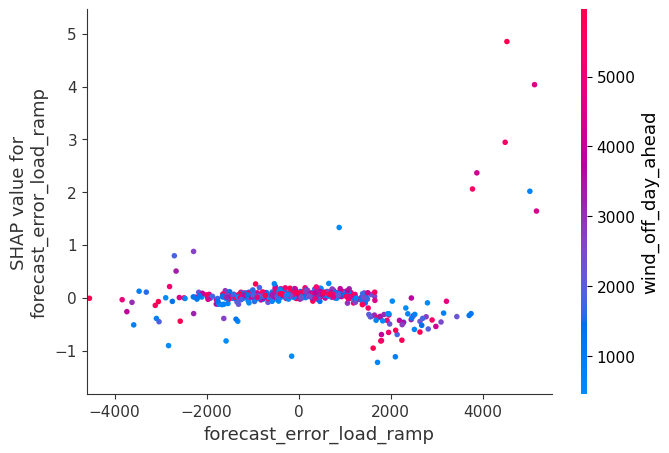 5
4
3
2
1
0
−1
SHAP value for
forecast_error_load_ramp
−4000 −2000 0 2000 4000
forecast_error_load_ramp
5000
4000
3000
2000
1000
wind_off_day_ahead